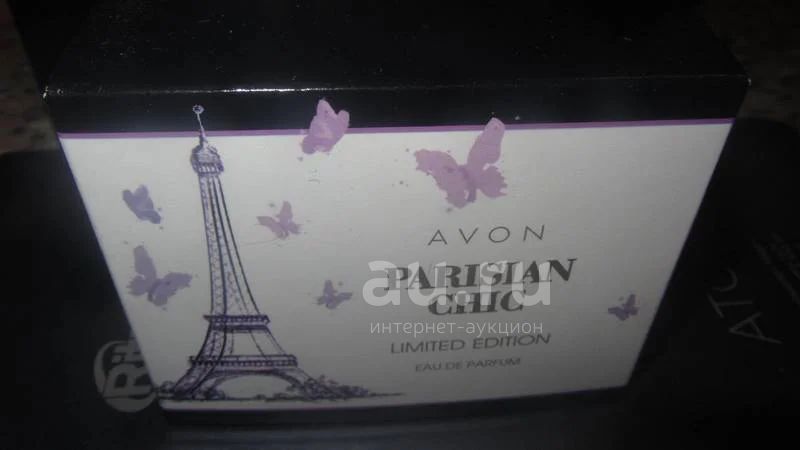 AVON
PARISIAN
CHIC
LIMITED EDITION
EAU DE PARFUM
au.ru
интернет-аукцион